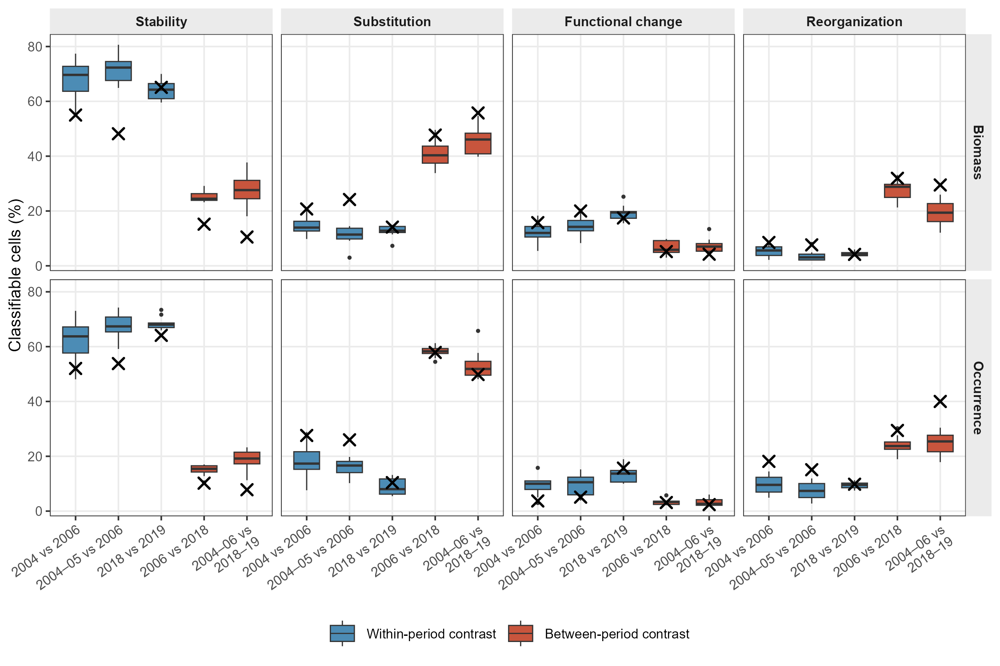 Stability
Substitution
Functional change
Reorganization
Classifiable cells (%)
80
60
40
20
0
Biomass
80
60
40
20
0
Occurrence
2004 vs 2006
2004–05 vs 2006
2018 vs 2019
2006 vs 2018
2004–06 vs
2018–19
2004 vs 2006
2004–05 vs 2006
2018 vs 2019
2006 vs 2018
2004–06 vs
2018–19
2004 vs 2006
2004–05 vs 2006
2018 vs 2019
2006 vs 2018
2004–06 vs
2018–19
2004 vs 2006
2004–05 vs 2006
2018 vs 2019
2006 vs 2018
2004–06 vs
2018–19
Within-period contrast
Between-period contrast